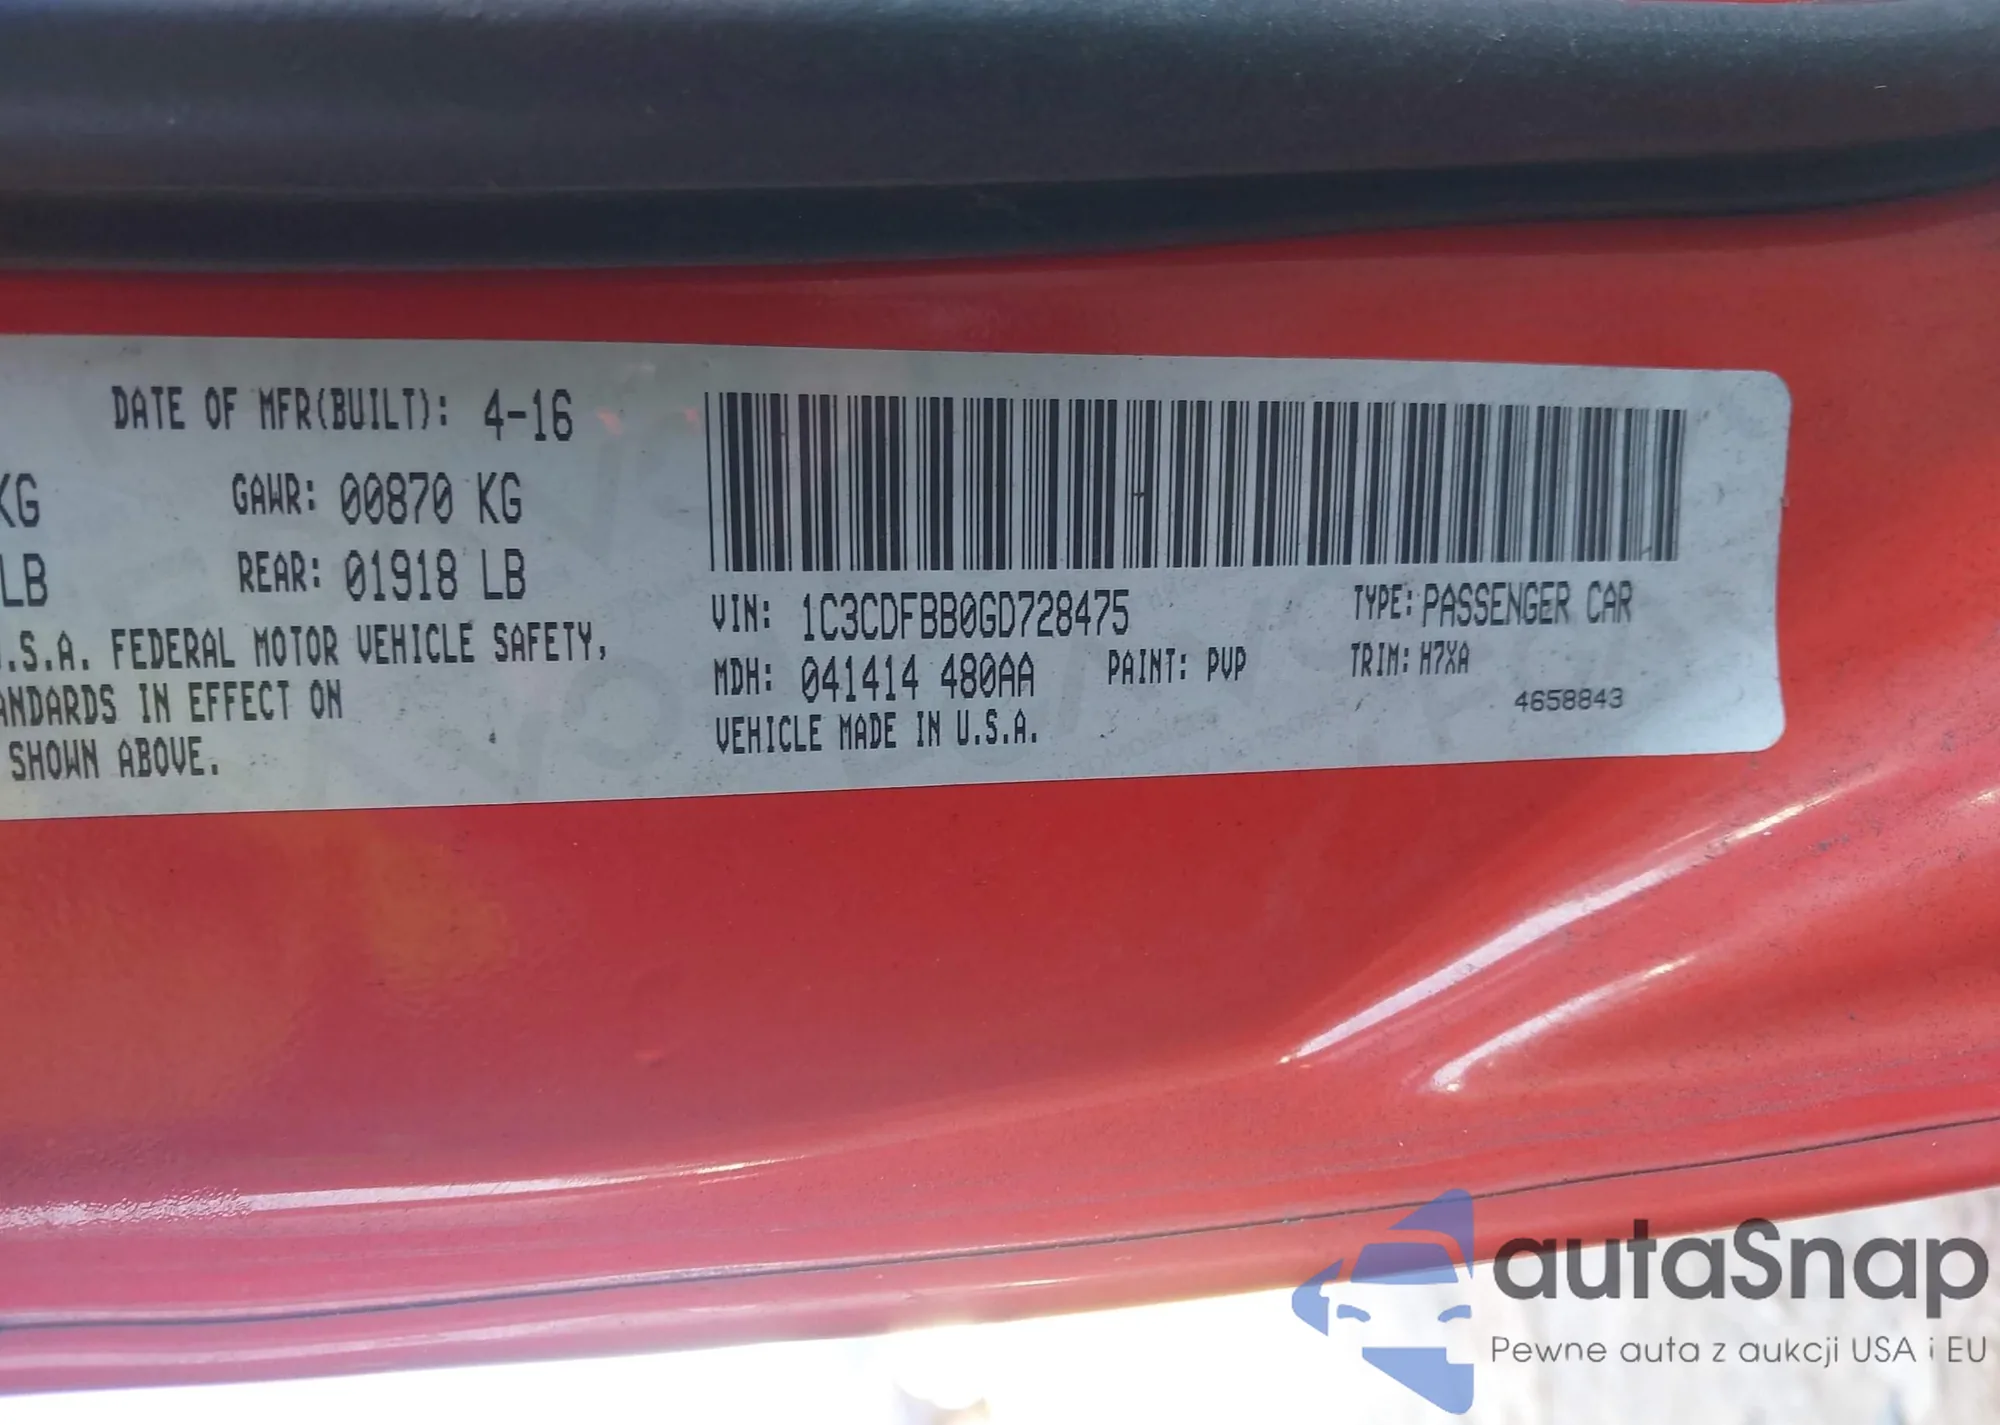 DATE OF MFR(BUILT): 4-16
KG GAWR: 00870 KG
LB REAR: 01918 LB
U.S.A. FEDERAL MOTOR VEHICLE SAFETY,
ANDARDS IN EFFECT ON
SHOWN ABOVE.
VIN: 1C3CDFBB0GD728475 TYPE: PASSENGER CAR
MDH: 041414 480AA PAINT: PVP TRIM: H7XA
4658843
VEHICLE MADE IN U.S.A.
autaSnap
Pewne auta z aukcji USA i EU